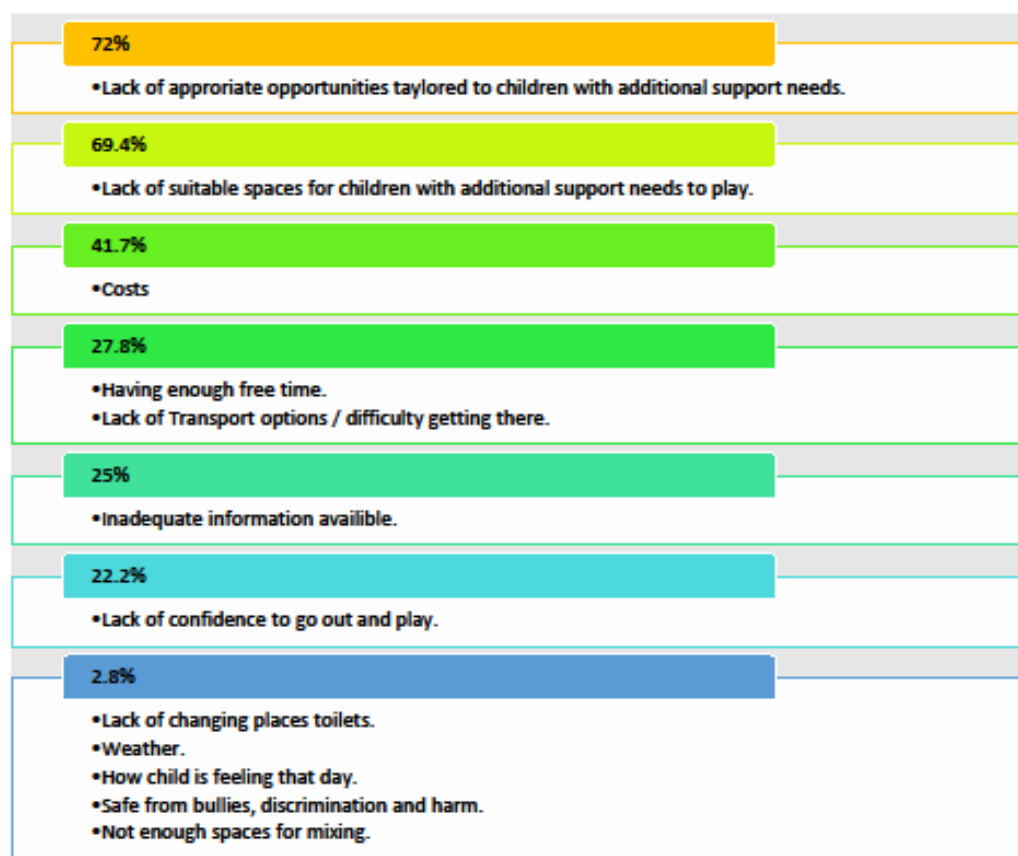 72%
•Lack of approriate opportunities taylored to children with additional support needs.
69.4%
•Lack of suitable spaces for children with additional support needs to play.
41.7%
•Costs
27.8%
•Having enough free time.
•Lack of Transport options / difficulty getting there.
25%
•Inadequate information availible.
22.2%
•Lack of confidence to go out and play.
2.8%
•Lack of changing places toilets.
•Weather.
•How child is feeling that day.
•Safe from bullies, discrimination and harm.
•Not enough spaces for mixing.